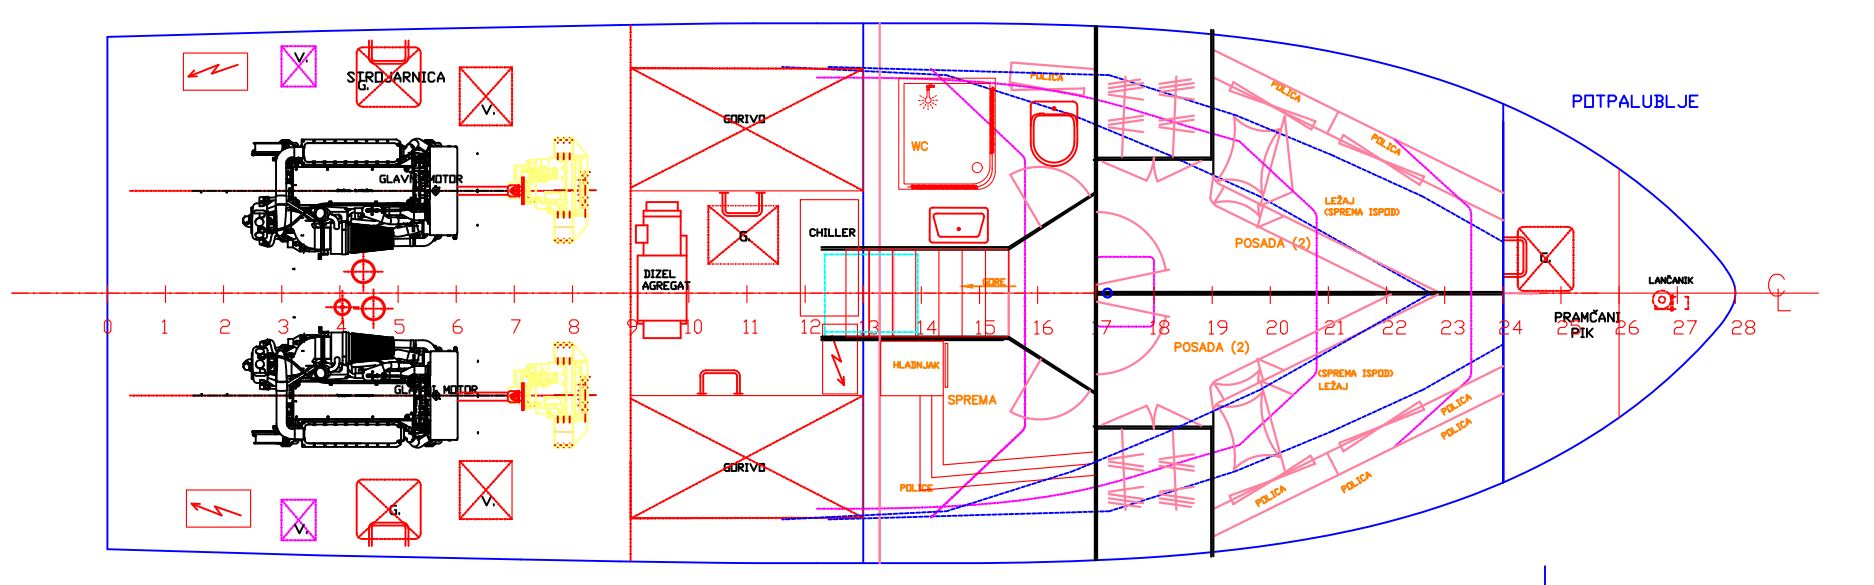 V.
STROJARNICA
G.
V.
GORIVO
POLICA
POLICA
POLICA
POTPALUBLJE
WC
GLAVNI MOTOR
LEŽAJ
(SPREMA ISPOD)
POSADA (2)
CHILLER
G.
G.
DIZEL
AGREGAT
GORE
LANČANIK
CL
0 1 2 3 4 5 6 7 8 9 10 11 12 13 14 15 16 17 18 19 20 21 22 23 24 25 26 27 28
PRAMČANI
PIK
POSADA (2)
HLADNJAK
(SPREMA ISPOD)
LEŽAJ
GLAVNI MOTOR
SPREMA
POLICA
POLICA
GORIVO
POLICE
POLICA
POLICA
V.
G.
V.